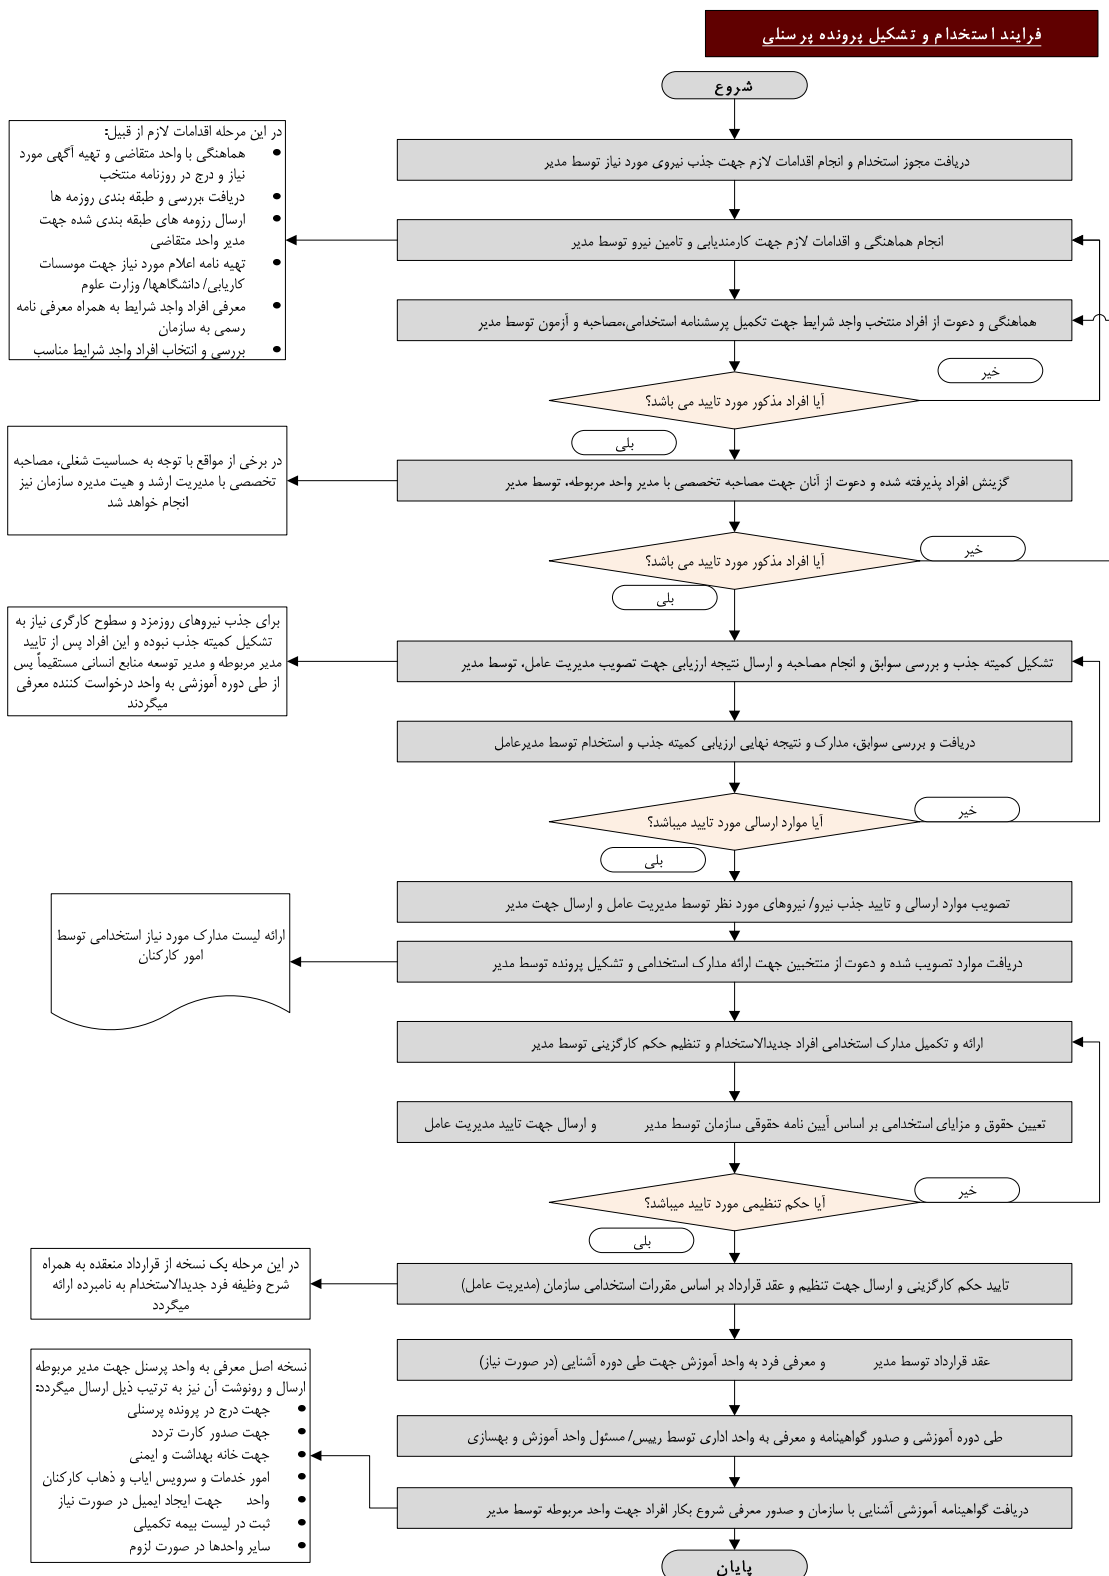 فرایند استخدام و تشکیل پرونده پرسنلی
شروع
دریافت مجوز استخدام و انجام اقدامات لازم جهت جذب نیروی مورد نیاز توسط مدیر
در این مرحله اقدامات لازم از قبیل:
هماهنگی با واحد متقاضی و تهیه آگهی مورد
نیاز و درج در روزنامه منتخب
دریافت ،بررسی و طبقه بندی روزمه ها
ارسال رزومه های طبقه بندی شده جهت
مدیر واحد متقاضی
تهیه نامه اعلام مورد نیاز جهت موسسات
کاریابی/ دانشگاهها/ وزارت علوم
معرفی افراد واجد شرایط به همراه معرفی نامه
رسمی به سازمان
بررسی و انتخاب افراد واجد شرایط مناسب
انجام هماهنگی و اقدامات لازم جهت کارمندیابی و تامین نیرو توسط مدیر
هماهنگی و دعوت از افراد منتخب واجد شرایط جهت تکمیل پرسشنامه استخدامی،مصاحبه و آزمون توسط مدیر
خیر
آیا افراد مذکور مورد تایید می باشد؟
بلی
گزینش افراد پذیرفته شده و دعوت از آنان جهت مصاحبه تخصصی با مدیر واحد مربوطه، توسط مدیر
در برخی از مواقع با توجه به حساسیت شغلی، مصاحبه
تخصصی با مدیریت ارشد و هیت مدیره سازمان نیز
انجام خواهد شد
خیر
آیا افراد مذکور مورد تایید می باشد؟
بلی
تشکیل کمیته جذب و بررسی سوابق و انجام مصاحبه و ارسال نتیجه ارزیابی جهت تصویب مدیریت عامل، توسط مدیر
برای جذب نیروهای روزمزد و سطوح کارگری نیاز به
تشکیل کمیته جذب نبوده و این افراد پس از تایید
مدیر مربوطه و مدیر توسعه منابع انسانی مستقیماً پس
از طی دوره آموزشی به واحد درخواست کننده معرفی
میگردند
دریافت و بررسی سوابق، مدارک و نتیجه نهایی ارزیابی کمیته جذب و استخدام توسط مدیرعامل
خیر
آیا موارد ارسالی مورد تایید میباشد؟
بلی
تصویب موارد ارسالی و تایید جذب نیرو/ نیروهای مورد نظر توسط مدیریت عامل و ارسال جهت مدیر
دریافت موارد تصویب شده و دعوت از منتخبین جهت ارائه مدارک استخدامی و تشکیل پرونده توسط مدیر
ارائه لیست مدارک مورد نیاز استخدامی توسط
امور کارکنان
ارائه و تکمیل مدارک استخدامی افراد جدیدالاستخدام و تنظیم حکم کارگزینی توسط مدیر
تعیین حقوق و مزایای استخدامی بر اساس آیین نامه حقوقی سازمان توسط مدیر و ارسال جهت تایید مدیریت عامل
خیر
آیا حکم تنظیمی مورد تایید میباشد؟
بلی
تایید حکم کارگزینی و ارسال جهت تنظیم و عقد قرارداد بر اساس مقررات استخدامی سازمان (مدیریت عامل)
در این مرحله یک نسخه از قرارداد منعقده به همراه
شرح وظیفه فرد جدیدالاستخدام به نامبرده ارائه
میگردد
عقد قرارداد توسط مدیر و معرفی فرد به واحد آموزش جهت طی دوره آشنایی (در صورت نیاز)
طی دوره آموزشی و صدور گواهینامه و معرفی به واحد اداری توسط رییس/ مسئول واحد آموزش و بهسازی
نسخه اصل معرفی به واحد پرسنل جهت مدیر مربوطه
ارسال و رونوشت آن نیز به ترتیب ذیل ارسال میگردد:
جهت درج در پرونده پرسنلی
جهت صدور کارت تردد
جهت خانه بهداشت و ایمنی
امور خدمات و سرویس ایاب و ذهاب کارکنان
واحد جهت ایجاد ایمیل در صورت نیاز
ثبت در لیست بیمه تکمیلی
سایر واحدها در صورت لزوم
دریافت گواهینامه آموزشی آشنایی با سازمان و صدور معرفی شروع بکار افراد جهت واحد مربوطه توسط مدیر
پایان